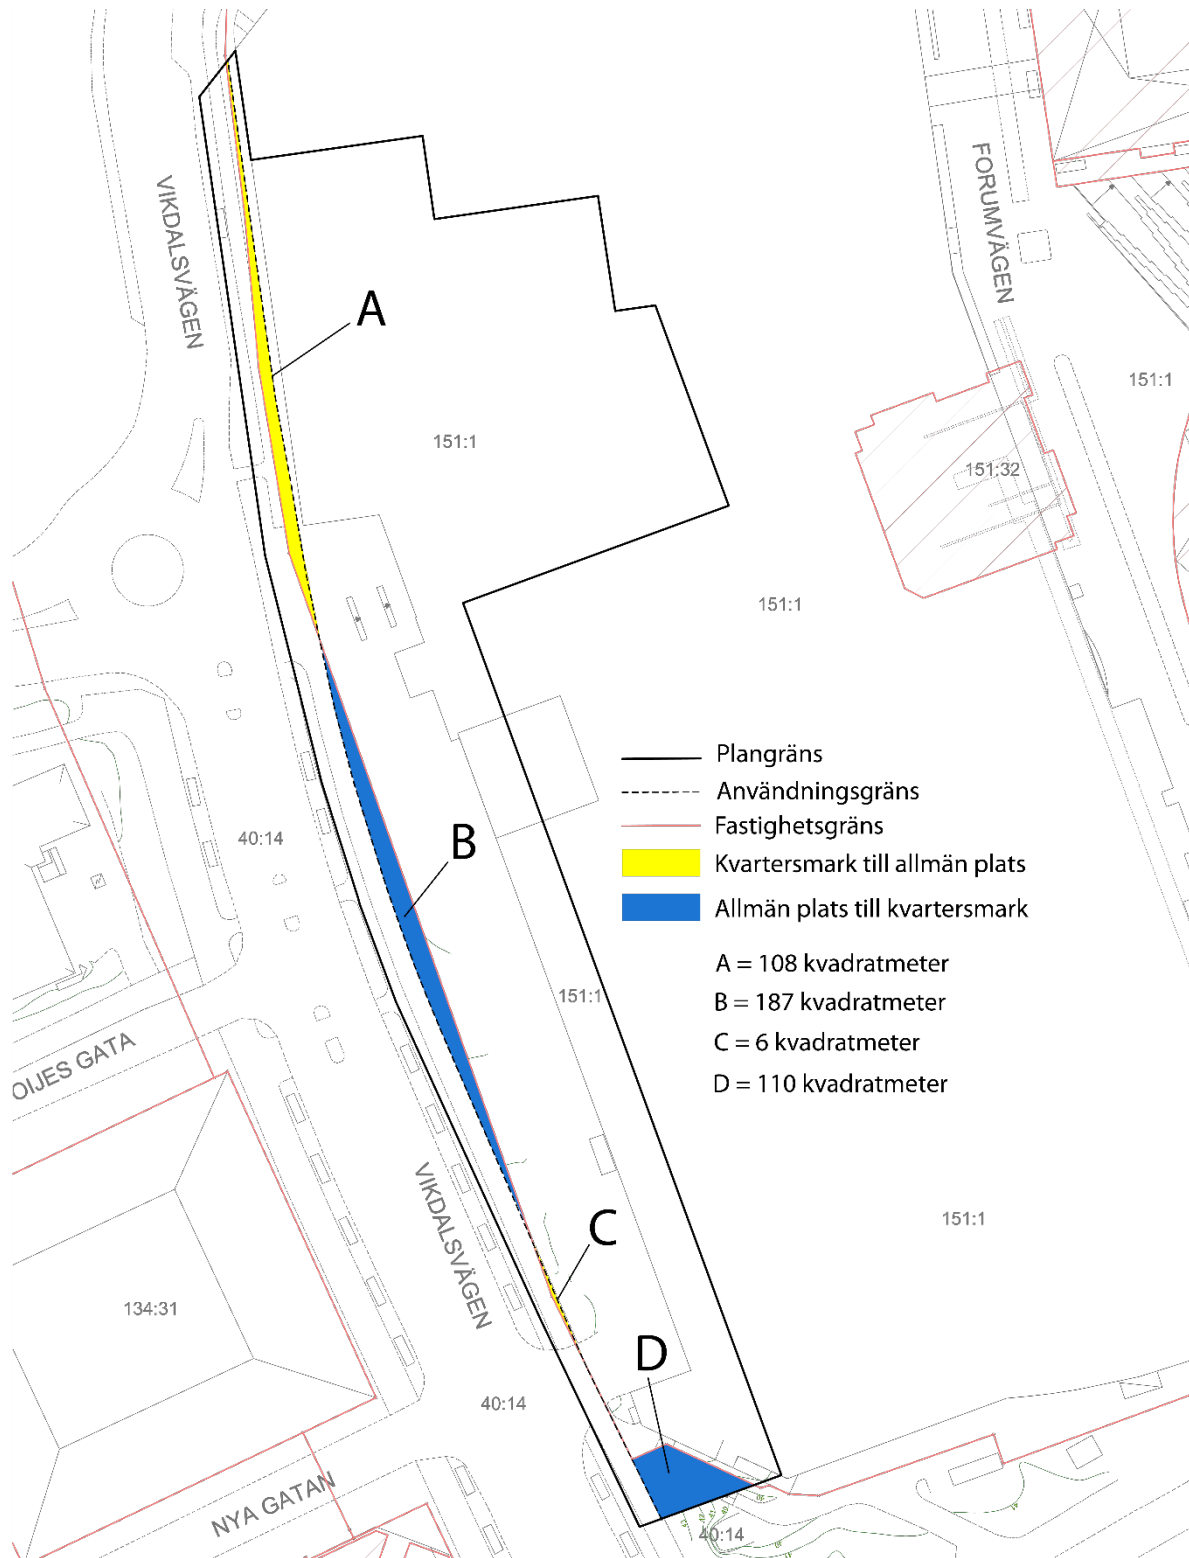 VIKDALSVÄGEN
FORUMVÄGEN
A
151:1
151:1
151:32
151:1
Plangräns
Användningsgräns
Fastighetsgräns
Kvartersmark till allmän plats
Allmän plats till kvartersmark
40:14
B
A = 108 kvadratmeter
B = 187 kvadratmeter
C = 6 kvadratmeter
D = 110 kvadratmeter
151:1
OIJES GATA
VIKDALSVÄGEN
C
151:1
134:31
D
40:14
NYA GATAN
40:14